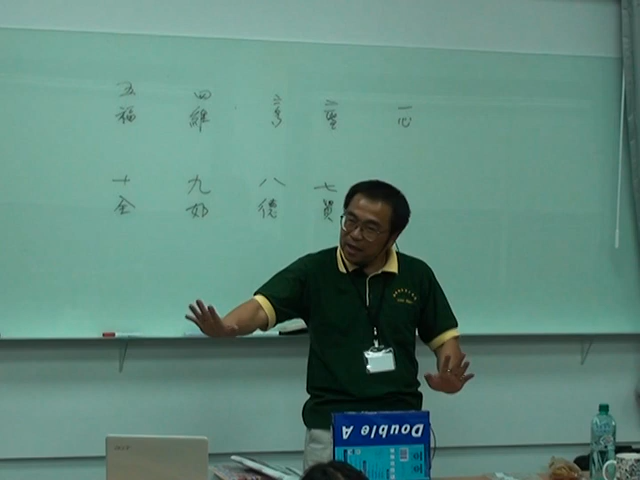 一心
二聖
三多
四維
五福
七賢
八德
九如
十全
Double A